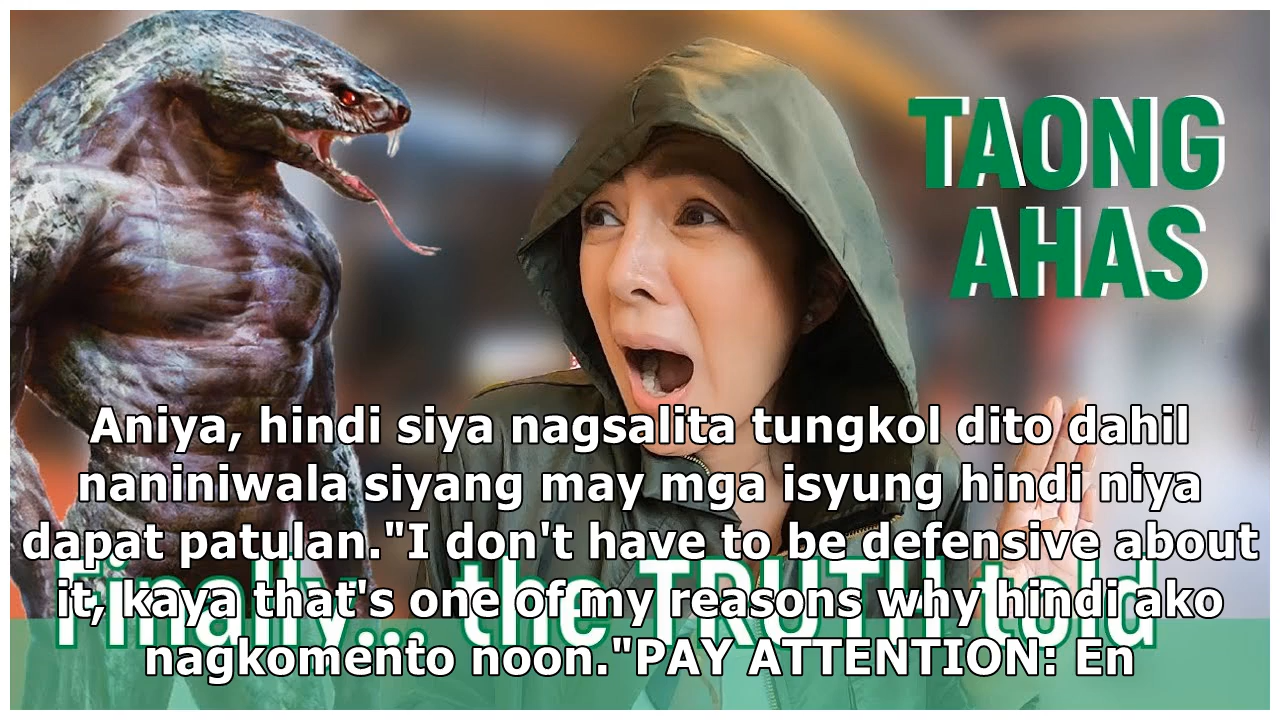 TAONG
AHAS
Aniya, hindi siya nagsalita tungkol dito dahil
naniniwala siyang may mga isyung hindi niya
dapat patulan."I don't have to be defensive about
it, kaya that's one of my reasons why hindi ako
nagkomento noon."PAY ATTENTION: En
Finally... the TRUTH told